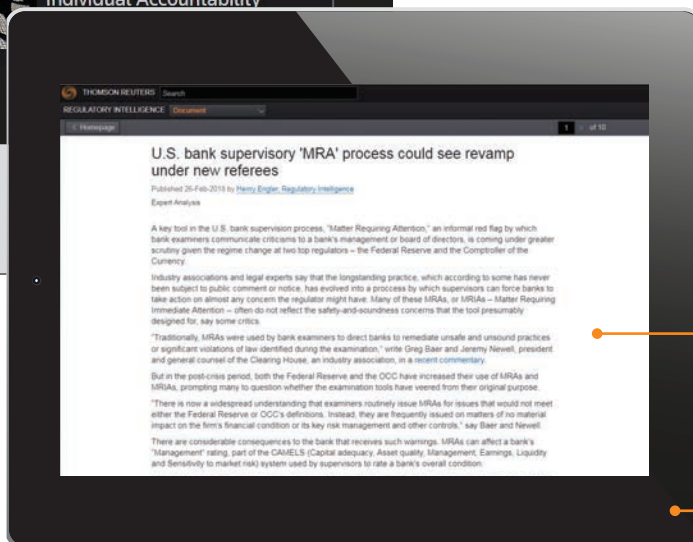 Individual Accountability
THOMSON REUTERS Search
REGULATORY INTELLIGENCE Document
< Homepage 1 > of 10
U.S. bank supervisory 'MRA' process could see revamp
under new referees
Published 26-Feb-2018 by Henry Engler, Regulatory Intelligence
Expert Analysis
A key tool in the U.S. bank supervision process, "Matter Requiring Attention," an informal red flag by which
bank examiners communicate criticisms to a bank's management or board of directors, is coming under greater
scrutiny given the regime change at two top regulators – the Federal Reserve and the Comptroller of the
Currency.
Industry associations and legal experts say that the longstanding practice, which according to some has never
been subject to public comment or notice, has evolved into a proccess by which supervisors can force banks to
take action on almost any concern the regulator might have. Many of these MRAs, or MRIAs – Matter Requiring
Immediate Attention – often do not reflect the safety-and-soundness concerns that the tool presumably
designed for, say some critics.
"Traditionally, MRAs were used by bank examiners to direct banks to remediate unsafe and unsound practices
or significant violations of law identified during the examination," write Greg Baer and Jeremy Newell, president
and general counsel of the Clearing House, an industry association, in a recent commentary.
But in the post-crisis period, both the Federal Reserve and the OCC have increased their use of MRAs and
MRIAs, prompting many to question whether the examination tools have veered from their original purpose.
"There is now a widespread understanding that examiners routinely issue MRAs for issues that would not meet
either the Federal Reserve or OCC's definitions. Instead, they are frequently issued on matters of no material
impact on the firm's financial condition or its key risk management and other controls," say Baer and Newell.
There are considerable consequences to the bank that receives such warnings. MRAs can affect a bank's
"Management" rating, part of the CAMELS (Capital adequacy, Asset quality, Management, Earnings, Liquidity
and Sensitivity to market risk) system used by supervisors to rate a bank's overall condition.